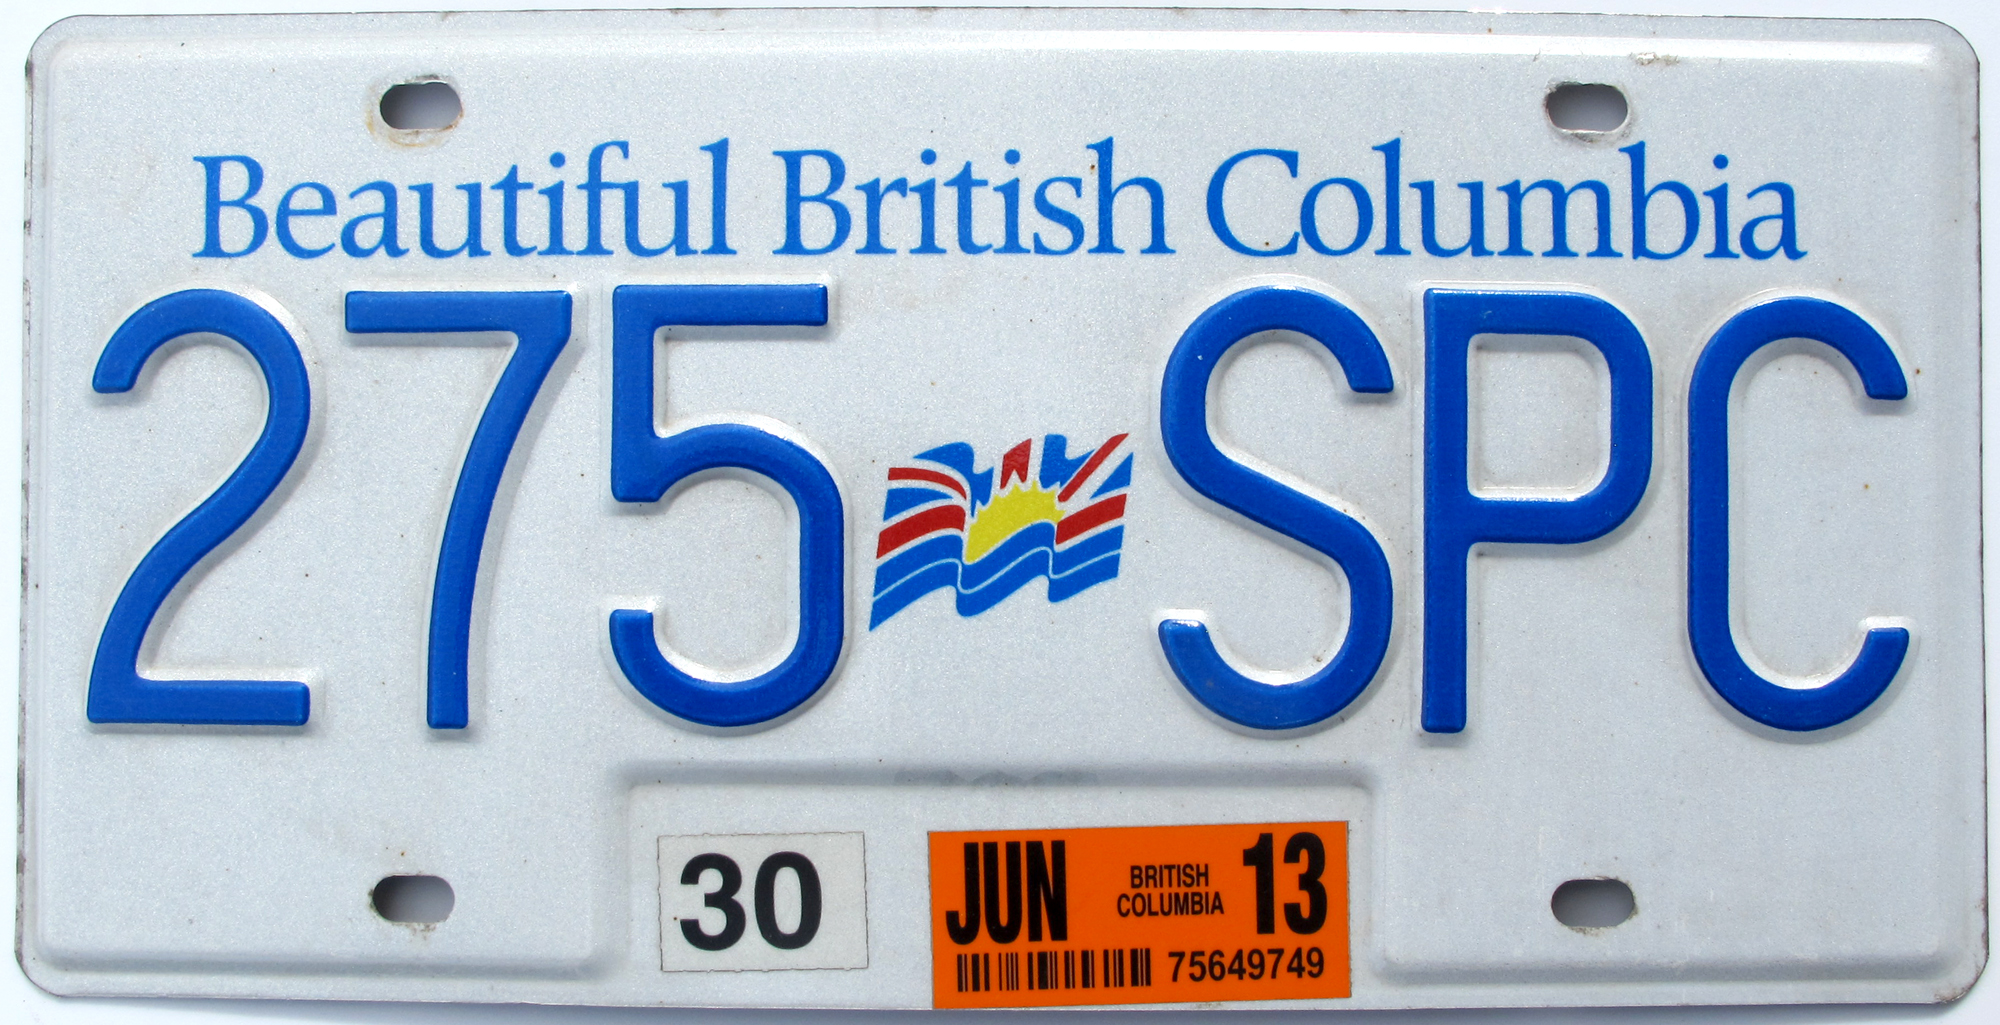 Beautiful British Columbia
275 SPC
30
JUN BRITISH COLUMBIA 13
75649749